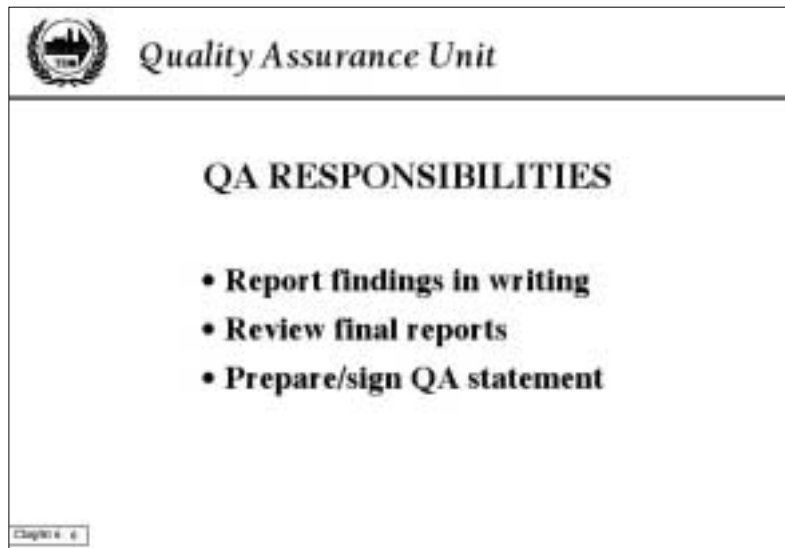 Quality Assurance Unit
QA RESPONSIBILITIES
• Report findings in writing
• Review final reports
• Prepare/sign QA statement